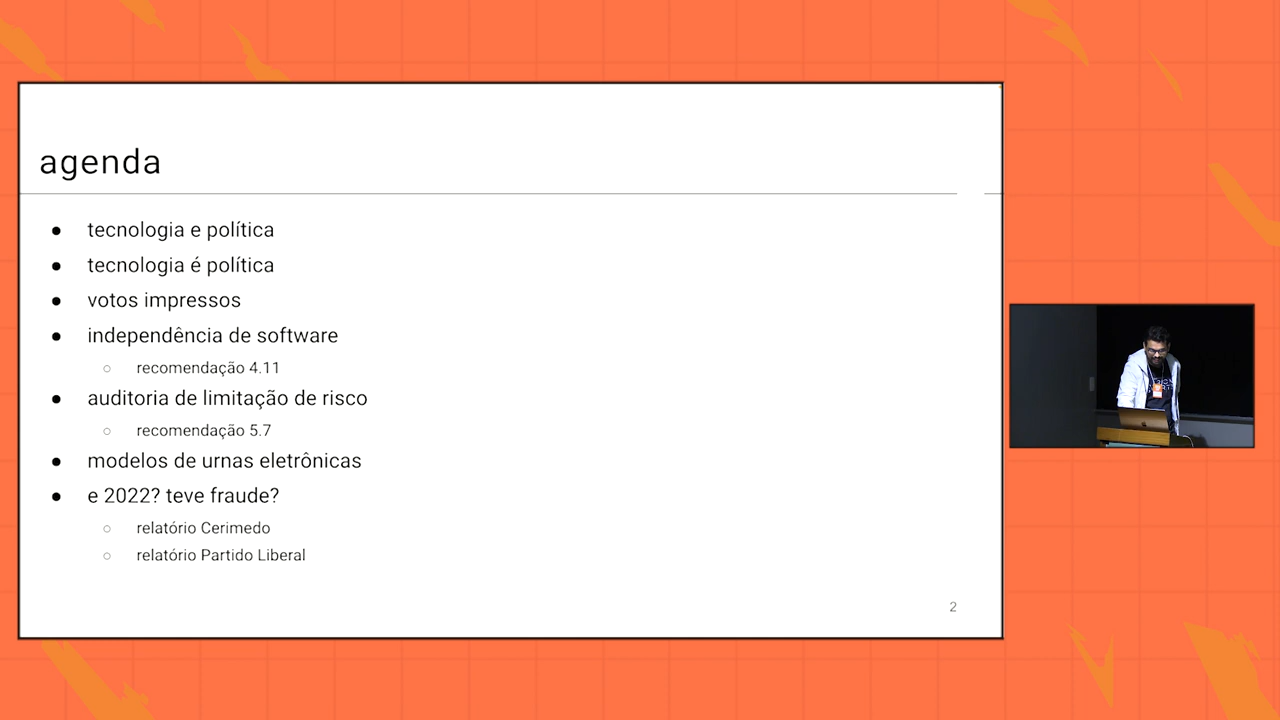 agenda
● tecnologia e política
● tecnologia é política
● votos impressos
● independência de software
○ recomendação 4.11
● auditoria de limitação de risco
○ recomendação 5.7
● modelos de urnas eletrônicas
● e 2022? teve fraude?
○ relatório Cerimedo
○ relatório Partido Liberal
2